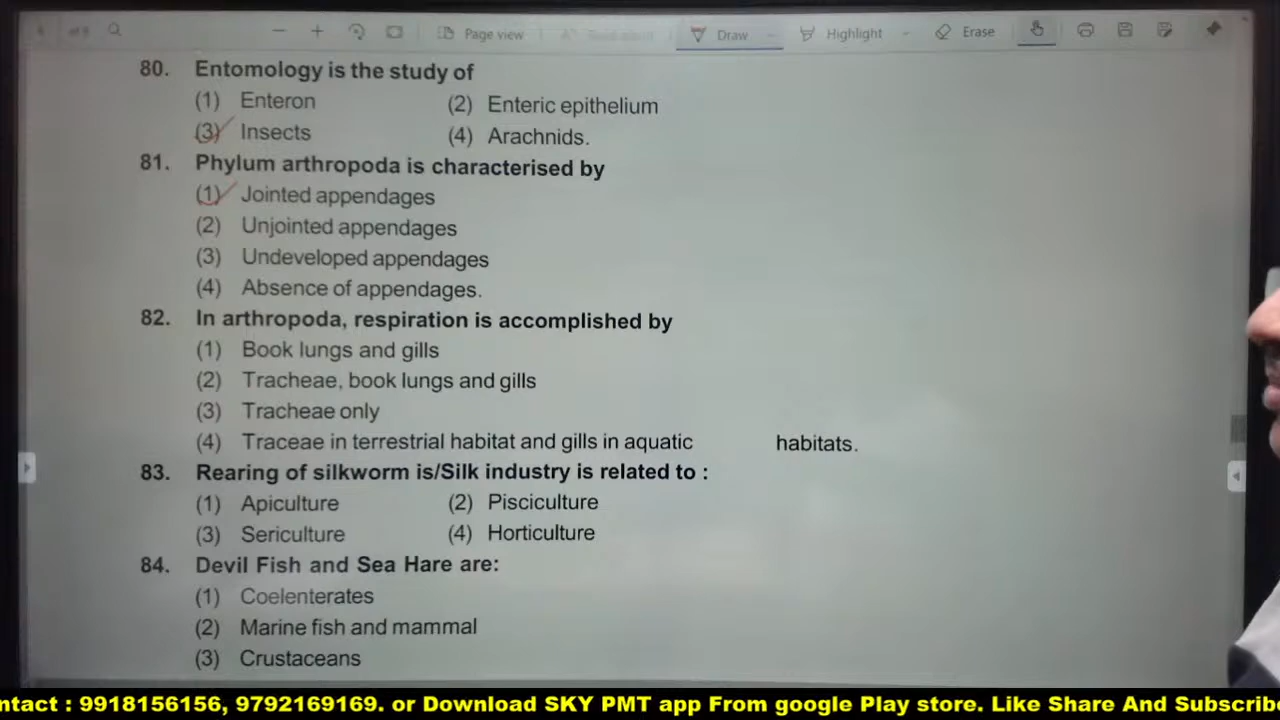 Page view
Draw
Highlight
Erase
80. Entomology is the study of
(1) Enteron (2) Enteric epithelium
(3) Insects (4) Arachnids.
81. Phylum arthropoda is characterised by
(1) Jointed appendages
(2) Unjointed appendages
(3) Undeveloped appendages
(4) Absence of appendages.
82. In arthropoda, respiration is accomplished by
(1) Book lungs and gills
(2) Tracheae, book lungs and gills
(3) Tracheae only
(4) Traceae in terrestrial habitat and gills in aquatic habitats.
83. Rearing of silkworm is/Silk industry is related to :
(1) Apiculture (2) Pisciculture
(3) Sericulture (4) Horticulture
84. Devil Fish and Sea Hare are:
(1) Coelenterates
(2) Marine fish and mammal
(3) Crustaceans
ntact : 9918156156, 9792169169. or Download SKY PMT app From google Play store. Like Share And Subscribe